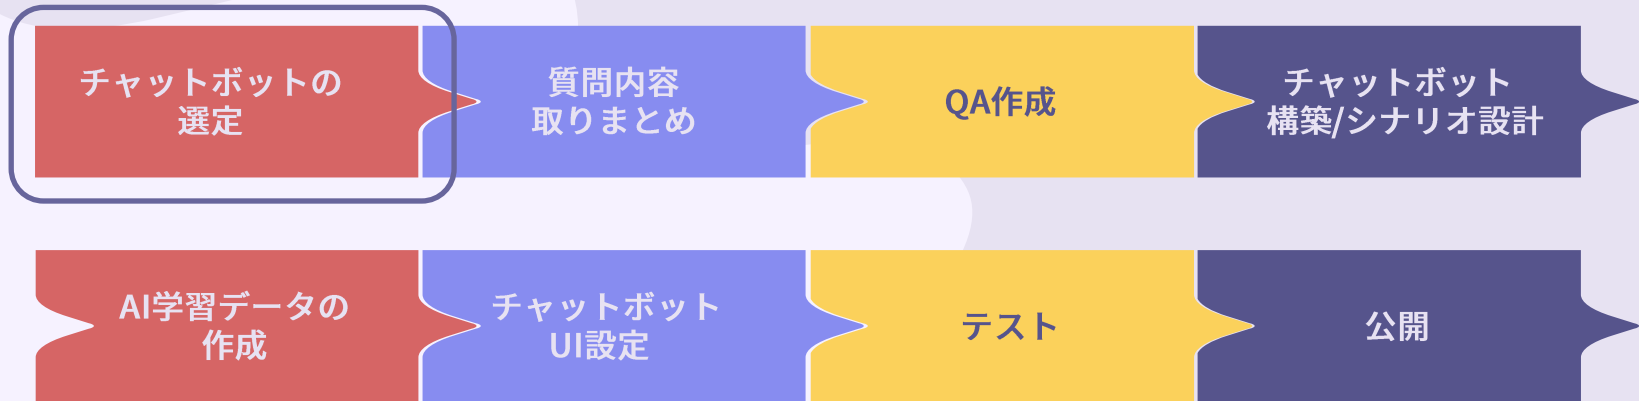 チャットボットの
選定
質問内容
取りまとめ
QA作成
チャットボット
構築/シナリオ設計
AI学習データの
作成
チャットボット
UI設定
テスト
公開